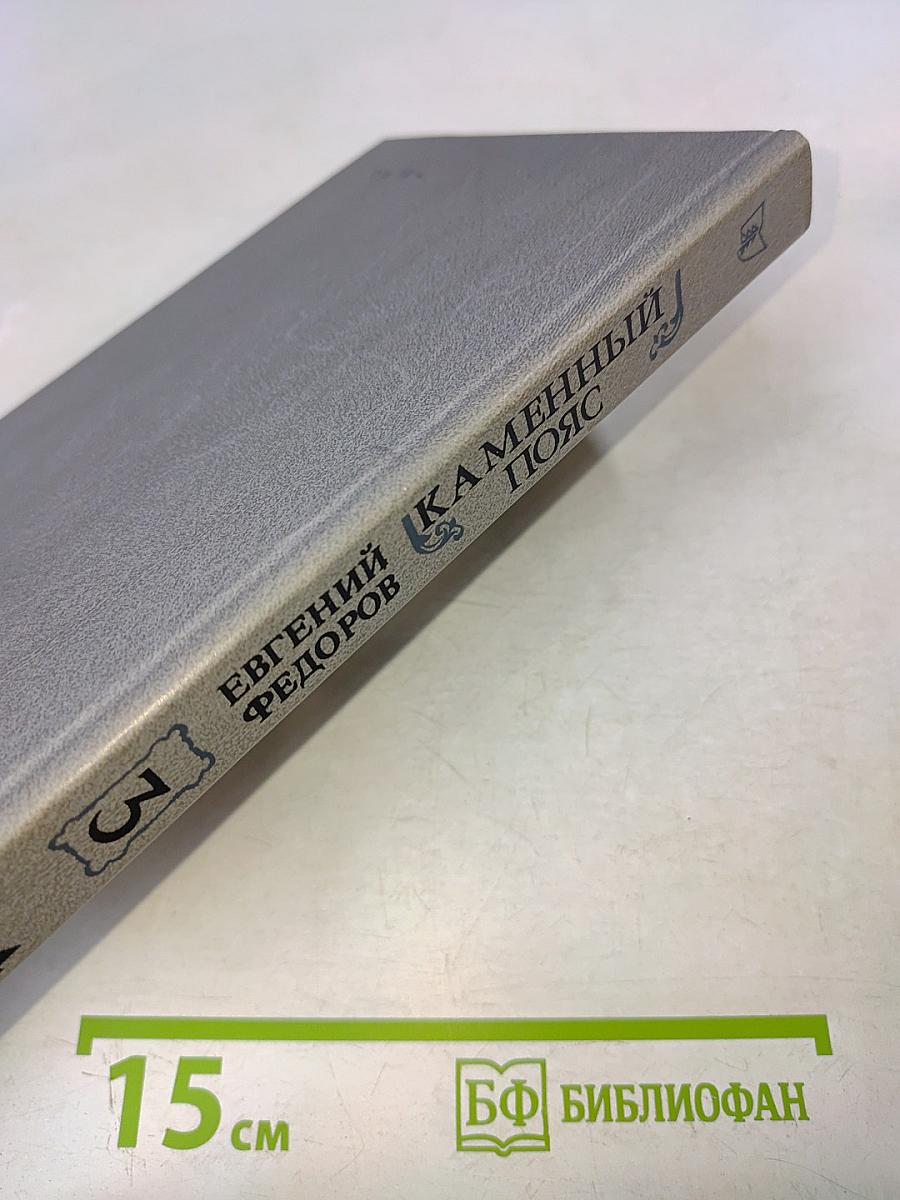 3
ЕВГЕНИЙ
ФЕДОРОВ
КАМЕННЫЙ
ПОЯС
15 см
БФ БИБЛИОФАН